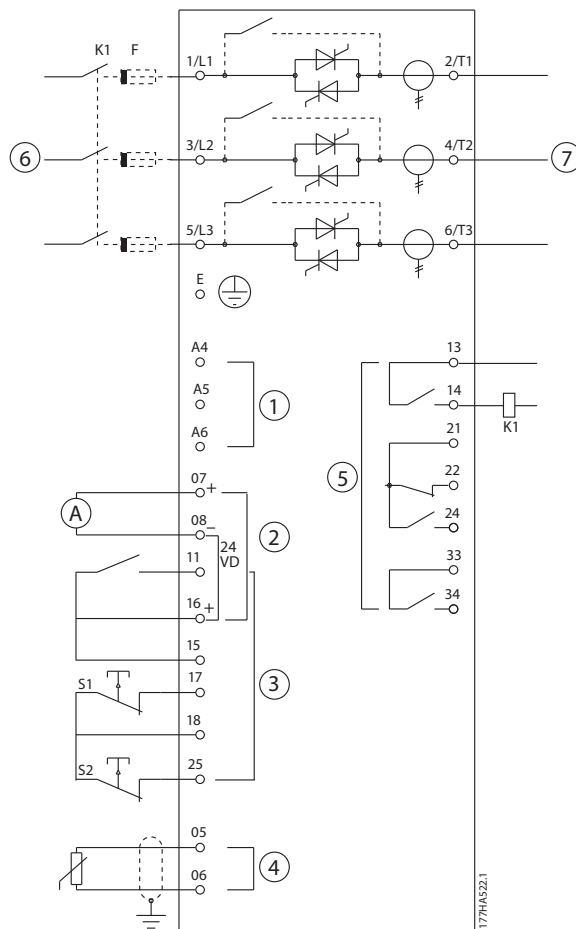 K1 F 1/L1 2/T1
6 3/L2 4/T2 7
5/L3 6/T3
E
A4
A5
A6
1
13
14
K1
21
22
24
33
34
5
07 +
A
08 –
24
VD
2
11
16 +
15
S1 17
18
S2 25
3
05
06
4
177HA522.1